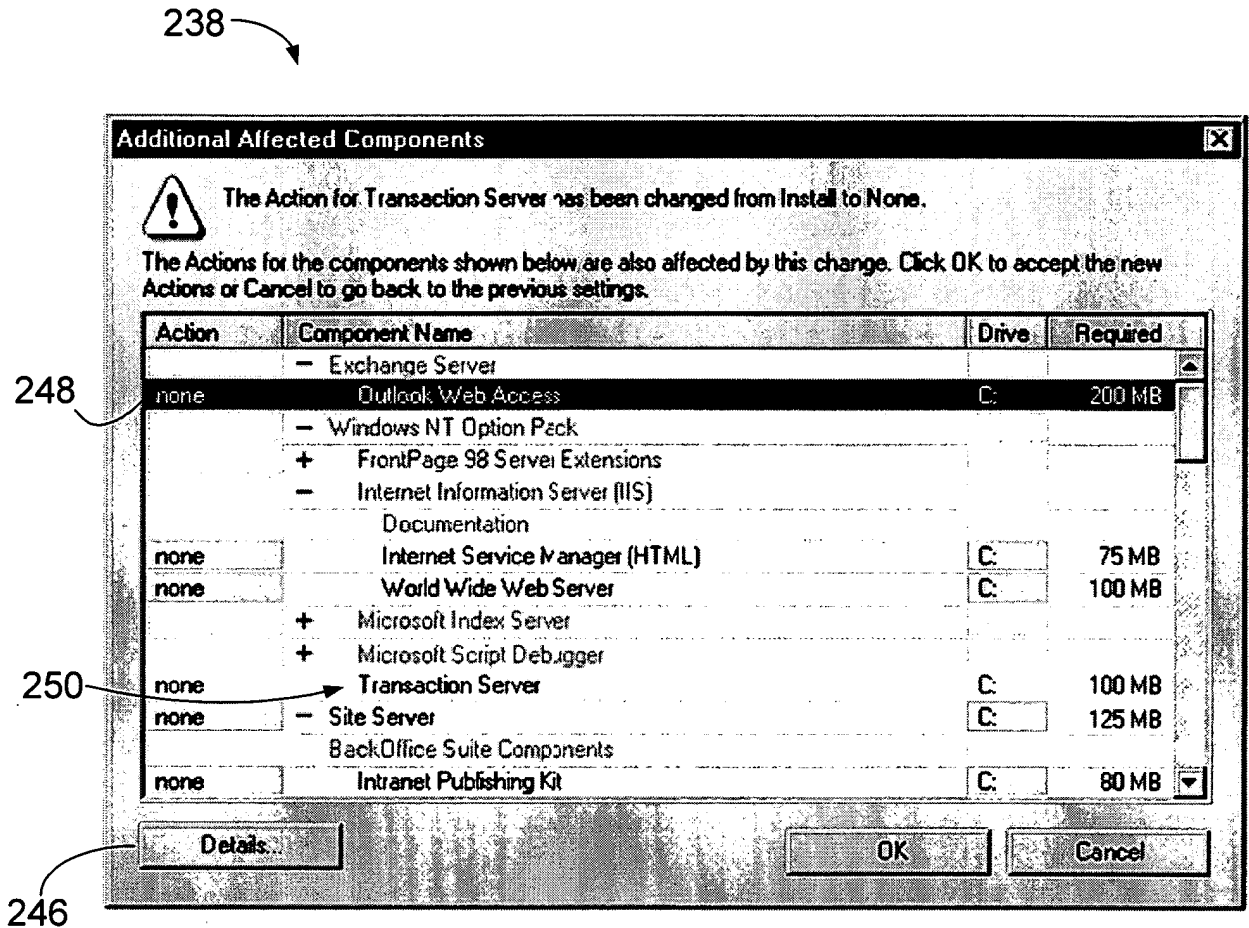 238
Additional Affected Components
The Action for Transaction Server has been changed from Install to None.
The Actions for the components shown below are also affected by this change. Click OK to accept the new
Actions or Cancel to go back to the previous settings.
Action Component Name Drive Required
− Exchange Server
248 none Outlook Web Access C: 200 MB
− Windows NT Option Pack
+ FrontPage 98 Server Extensions
− Internet Information Server (IIS)
Documentation
none Internet Service Manager (HTML) C: 75 MB
none World Wide Web Server C: 100 MB
+ Microsoft Index Server
+ Microsoft Script Debugger
250 none Transaction Server C: 100 MB
none − Site Server C: 125 MB
BackOffice Suite Components
none Intranet Publishing Kit C: 80 MB
Details... OK Cancel
246